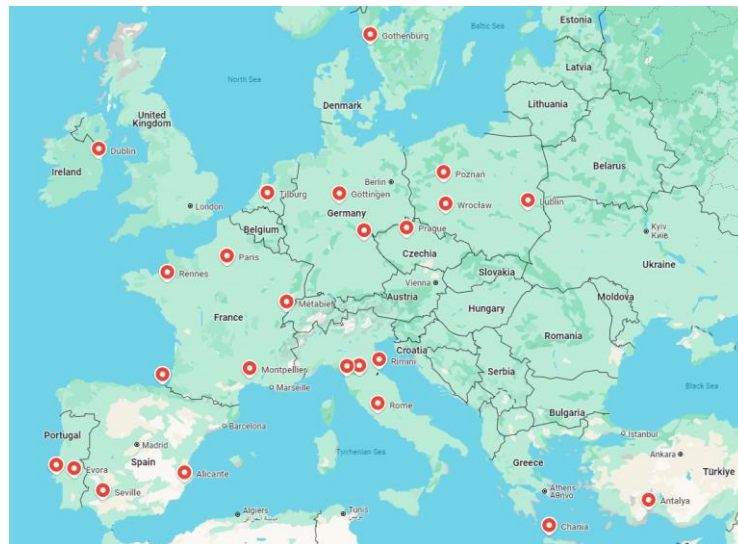 Gothenburg
Baltic Sea
Estonia
Latvia
North Sea
Denmark
Lithuania
United
Kingdom
Dublin
Ireland
Belarus
Poznań
Berlin
Tilburg
Göttingen
London
Wrocław
Lublin
Germany
Belgium
Prague
Kyiv
Київ
Paris
Czechia
Ukraine
Rennes
Slovakia
Vienna
Austria
Moldova
Métabief
Hungary
France
Romania
Croatia
Rimini
Montpellies
Serbia
Marseille
Black Sea
Rome
Bulgaria
Barcelona
Portugal
Istanbul
Madrid
Spain
Tyrrhenian Sea
Ankara
Greece
Türkiye
Evora
Alicante
Athens
Αθήνα
Seville
Antalya
Algiers
Tunis
تونس
Chania